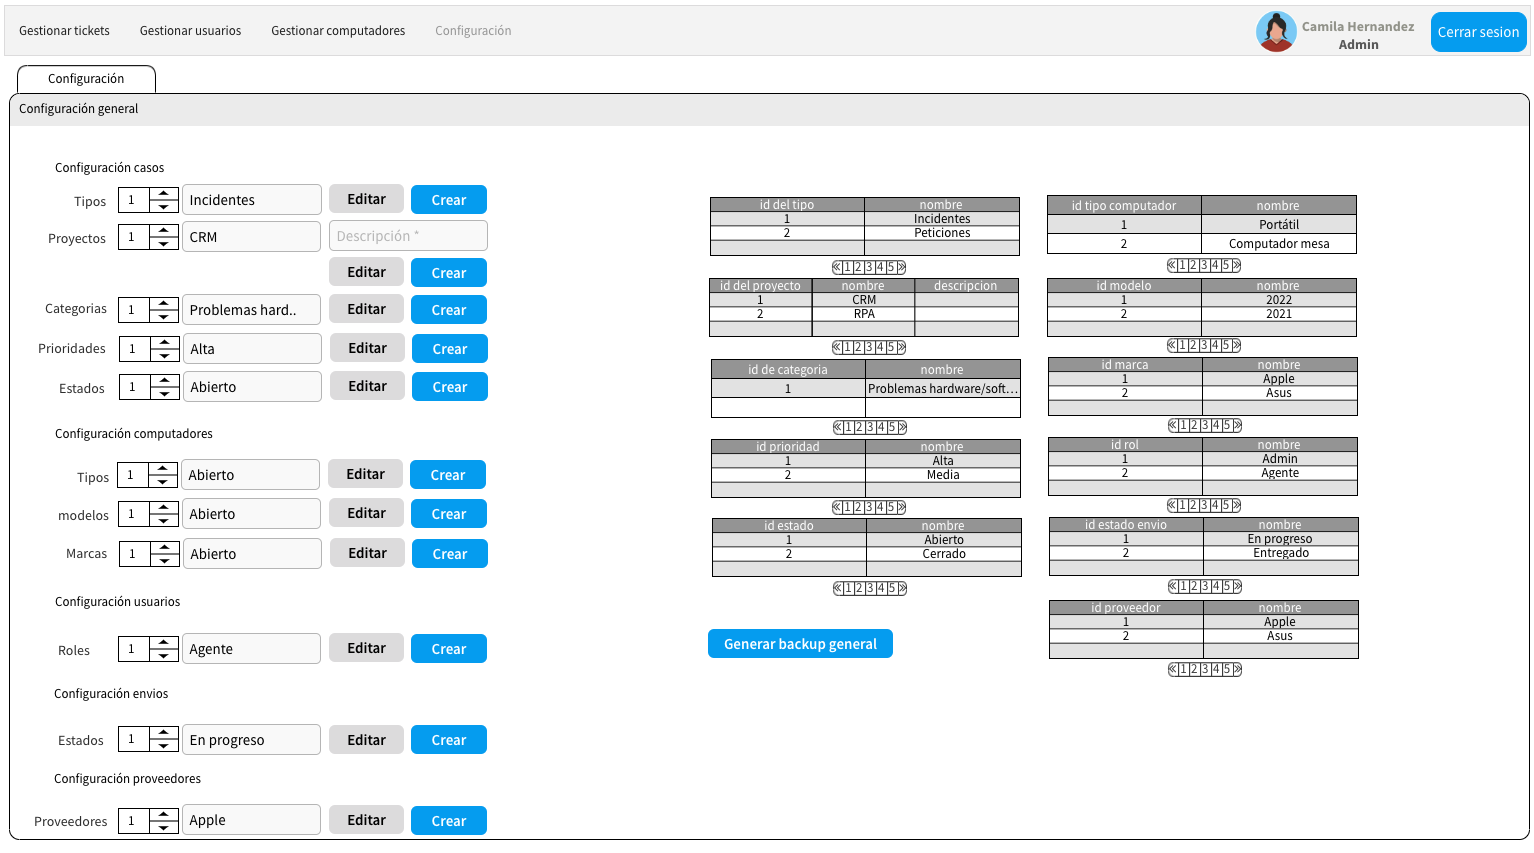 Gestionar tickets Gestionar usuarios Gestionar computadores Configuración
Camila Hernandez
Admin
Cerrar sesion
Configuración
Configuración general
Configuración casos
Tipos 1 Incidentes Editar Crear
Proyectos 1 CRM Descripción *
Editar Crear
Categorias 1 Problemas hard.. Editar Crear
Prioridades 1 Alta Editar Crear
Estados 1 Abierto Editar Crear
Configuración computadores
Tipos 1 Abierto Editar Crear
modelos 1 Abierto Editar Crear
Marcas 1 Abierto Editar Crear
Configuración usuarios
Roles 1 Agente Editar Crear
Configuración envios
Estados 1 En progreso Editar Crear
Configuración proveedores
Proveedores 1 Apple Editar Crear
id del tipo nombre
1 Incidentes
2 Peticiones
« 1 2 3 4 5 »
id del proyecto nombre descripcion
1 CRM
2 RPA
« 1 2 3 4 5 »
id de categoria nombre
1 Problemas hardware/soft...
« 1 2 3 4 5 »
id prioridad nombre
1 Alta
2 Media
« 1 2 3 4 5 »
id estado nombre
1 Abierto
2 Cerrado
« 1 2 3 4 5 »
Generar backup general
id tipo computador nombre
1 Portátil
2 Computador mesa
« 1 2 3 4 5 »
id modelo nombre
1 2022
2 2021
« 1 2 3 4 5 »
id marca nombre
1 Apple
2 Asus
« 1 2 3 4 5 »
id rol nombre
1 Admin
2 Agente
« 1 2 3 4 5 »
id estado envio nombre
1 En progreso
2 Entregado
« 1 2 3 4 5 »
id proveedor nombre
1 Apple
2 Asus
« 1 2 3 4 5 »